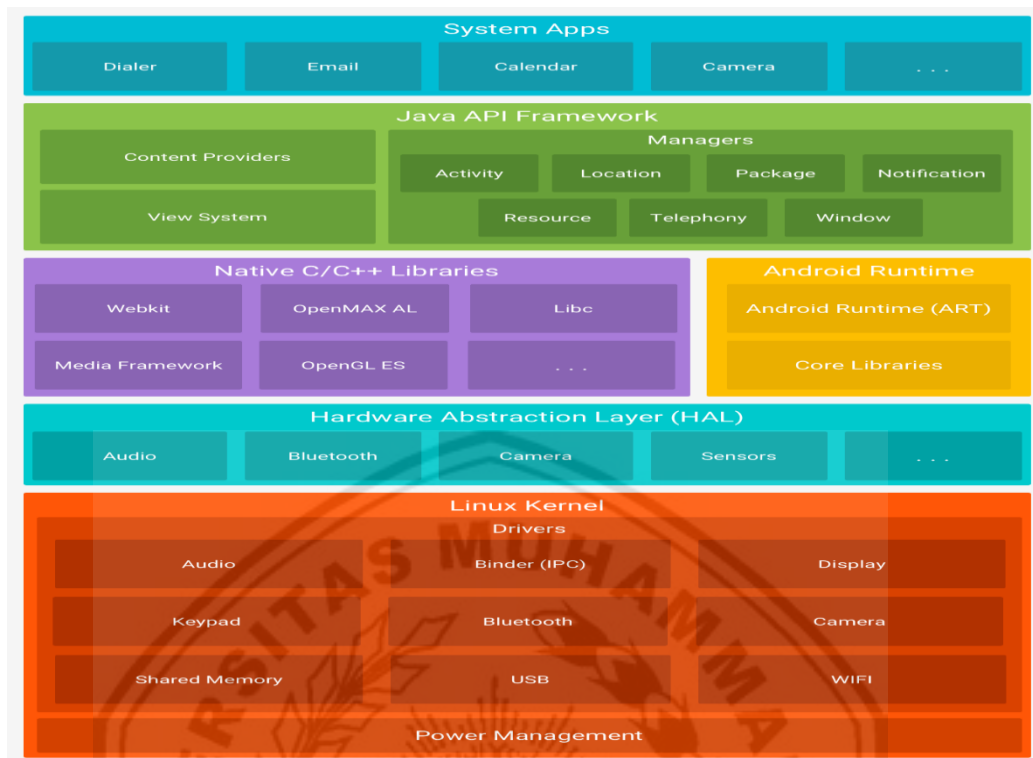 System Apps
Dialer Email Calendar Camera . . .
Java API Framework
Content Providers
View System
Managers
Activity Location Package Notification
Resource Telephony Window
Native C/C++ Libraries
Webkit OpenMAX AL Libc
Media Framework OpenGL ES . . .
Android Runtime
Android Runtime (ART)
Core Libraries
Hardware Abstraction Layer (HAL)
Audio Bluetooth Camera Sensors . . .
Linux Kernel
Drivers
Audio Binder (IPC) Display
Keypad Bluetooth Camera
Shared Memory USB WIFI
Power Management
ERSITAS MUHAMMA